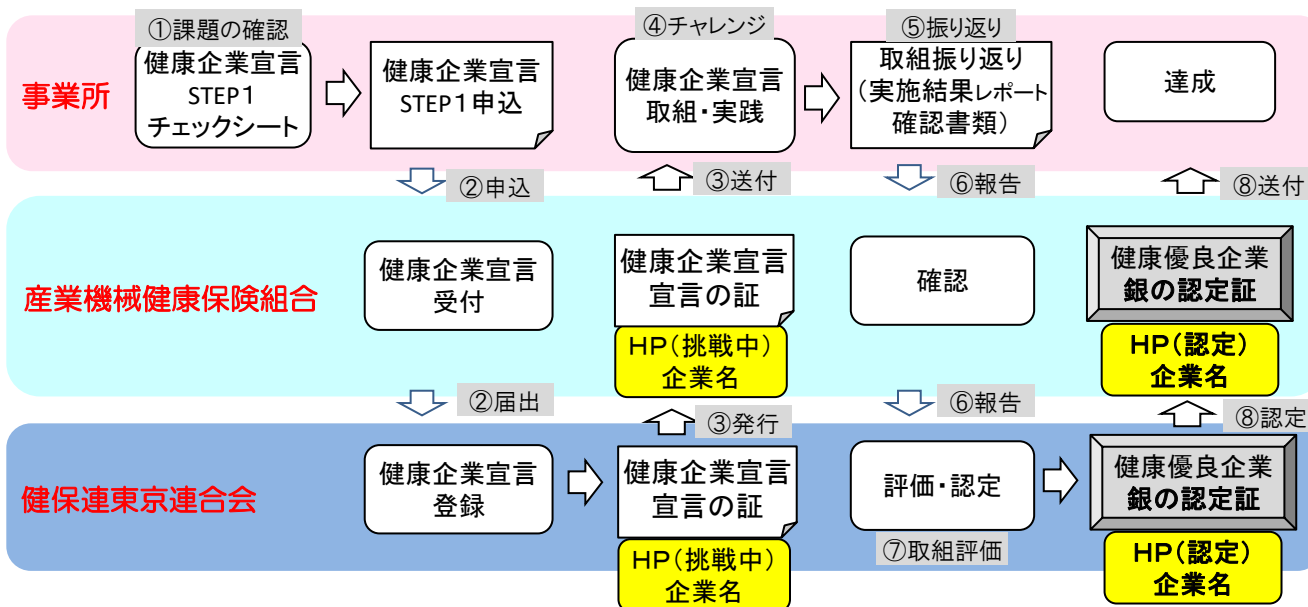 ①課題の確認
健康企業宣言
STEP1
チェックシート
健康企業宣言
STEP1申込
④チャレンジ
健康企業宣言
取組・実践
⑤振り返り
取組振り返り
(実施結果レポート
確認書類)
達成
事業所
②申込
③送付
⑥報告
⑧送付
産業機械健康保険組合
健康企業宣言
受付
健康企業宣言
宣言の証
HP(挑戦中)
企業名
確認
健康優良企業
銀の認定証
HP(認定)
企業名
②届出
③発行
⑥報告
⑧認定
健保連東京連合会
健康企業宣言
登録
健康企業宣言
宣言の証
HP(挑戦中)
企業名
評価・認定
⑦取組評価
健康優良企業
銀の認定証
HP(認定)
企業名